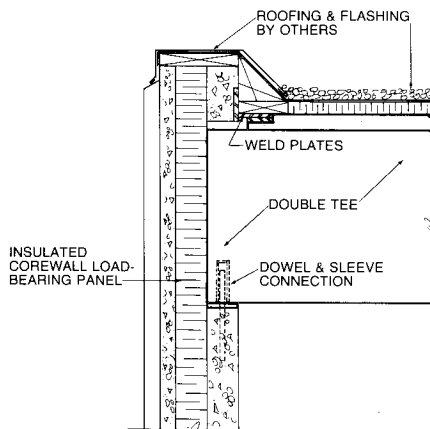 ROOFING & FLASHING
BY OTHERS
WELD PLATES
DOUBLE TEE
INSULATED
COREWALL LOAD-
BEARING PANEL
DOWEL & SLEEVE
CONNECTION